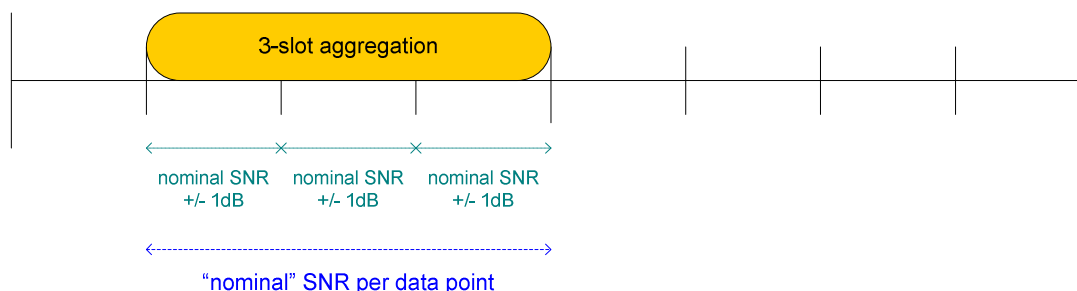 3-slot aggregation
nominal SNR nominal SNR nominal SNR
+/- 1dB +/- 1dB +/- 1dB
“nominal” SNR per data point